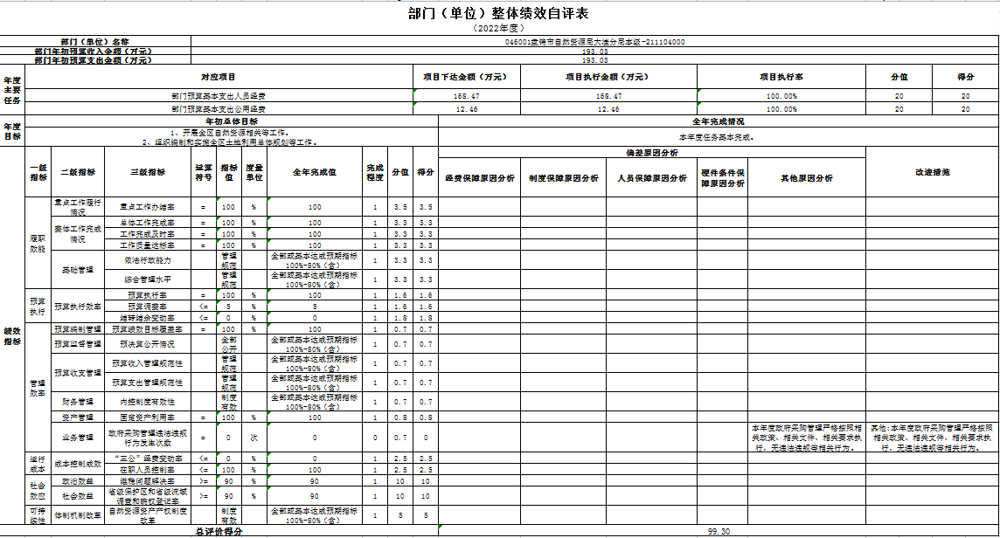 部门（单位）整体绩效自评表
（2022年度）
部门（单位）名称 046001盘锦市自然资源局大洼分局本级-211104000
部门年初预算收入金额（万元） 193.03
部门年初预算支出金额（万元） 193.03
年度主要任务 对应项目 项目下达金额（万元） 项目执行金额（万元） 项目执行率 分值 得分
部门预算基本支出人员经费 168.47 168.47 100.00% 20 20
部门预算基本支出公用经费 12.46 12.46 100.00% 20 20
年度目标 年初总体目标 全年完成情况
1、开展全区自然资源相关等工作。
2、组织编制和实施全区土地利用总体规划等工作。
本年度任务基本完成。
绩效指标 一级指标 二级指标 三级指标 运算符号 指标值 度量单位 全年完成值 完成程度 分值 得分 偏差原因分析 改进措施
经费保障原因分析 制度保障原因分析 人员保障原因分析 硬件条件保障原因分析 其他原因分析
履职效能 重点工作履行情况 重点工作办结率 = 100 % 100 1 3.5 3.5
整体工作完成情况 总体工作完成率 = 100 % 100 1 3.3 3.3
工作完成及时率 = 100 % 100 1 3.3 3.3
工作质量达标率 = 100 % 100 1 3.3 3.3
基础管理 依法行政能力 管理规范 全部或基本达成预期指标100%-80%（含） 1 3.3 3.3
综合管理水平 管理规范 全部或基本达成预期指标100%-80%（含） 1 3.3 3.3
预算执行 预算执行效率 预算执行率 = 100 % 100 1 1.6 1.6
预算调整率 <= 5 % 5 1 1.6 1.6
结转结余变动率 <= 0 % 0 1 1.8 1.8
管理效率 预算编制管理 预算绩效目标覆盖率 = 100 % 100 1 0.7 0.7
预算监督管理 预决算公开情况 全部公开 全部或基本达成预期指标100%-80%（含） 1 0.7 0.7
预算收支管理 预算收入管理规范性 管理规范 全部或基本达成预期指标100%-80%（含） 1 0.7 0.7
预算支出管理规范性 管理规范 全部或基本达成预期指标100%-80%（含） 1 0.7 0.7
财务管理 内控制度有效性 制度有效 全部或基本达成预期指标100%-80%（含） 1 0.7 0.7
资产管理 固定资产利用率 = 100 % 100 1 0.8 0.8
业务管理 政府采购管理违法违规行为发生次数 = 0 次 0 0 0.7 0 本年度政府采购管理严格按照相关政策、相关文件、相关要求执行，无违法违规等相关行为。 其他:本年度政府采购管理严格按照相关政策、相关文件、相关要求执行，无违法违规等相关行为。
运行成本 成本控制成效 “三公”经费变动率 <= 0 % 0 1 2.5 2.5
在职人员控制率 <= 100 % 100 1 2.5 2.5
社会效应 政治效益 维稳问题解决率 >= 90 % 90 1 10 10
社会效益 省级保护区和省级流域调查和确权登记率 >= 90 % 90 1 10 10
可持续性 体制机制改革 自然资源资产产权制度改革 制度有效 全部或基本达成预期指标100%-80%（含） 1 5 5
总评价得分 99.30